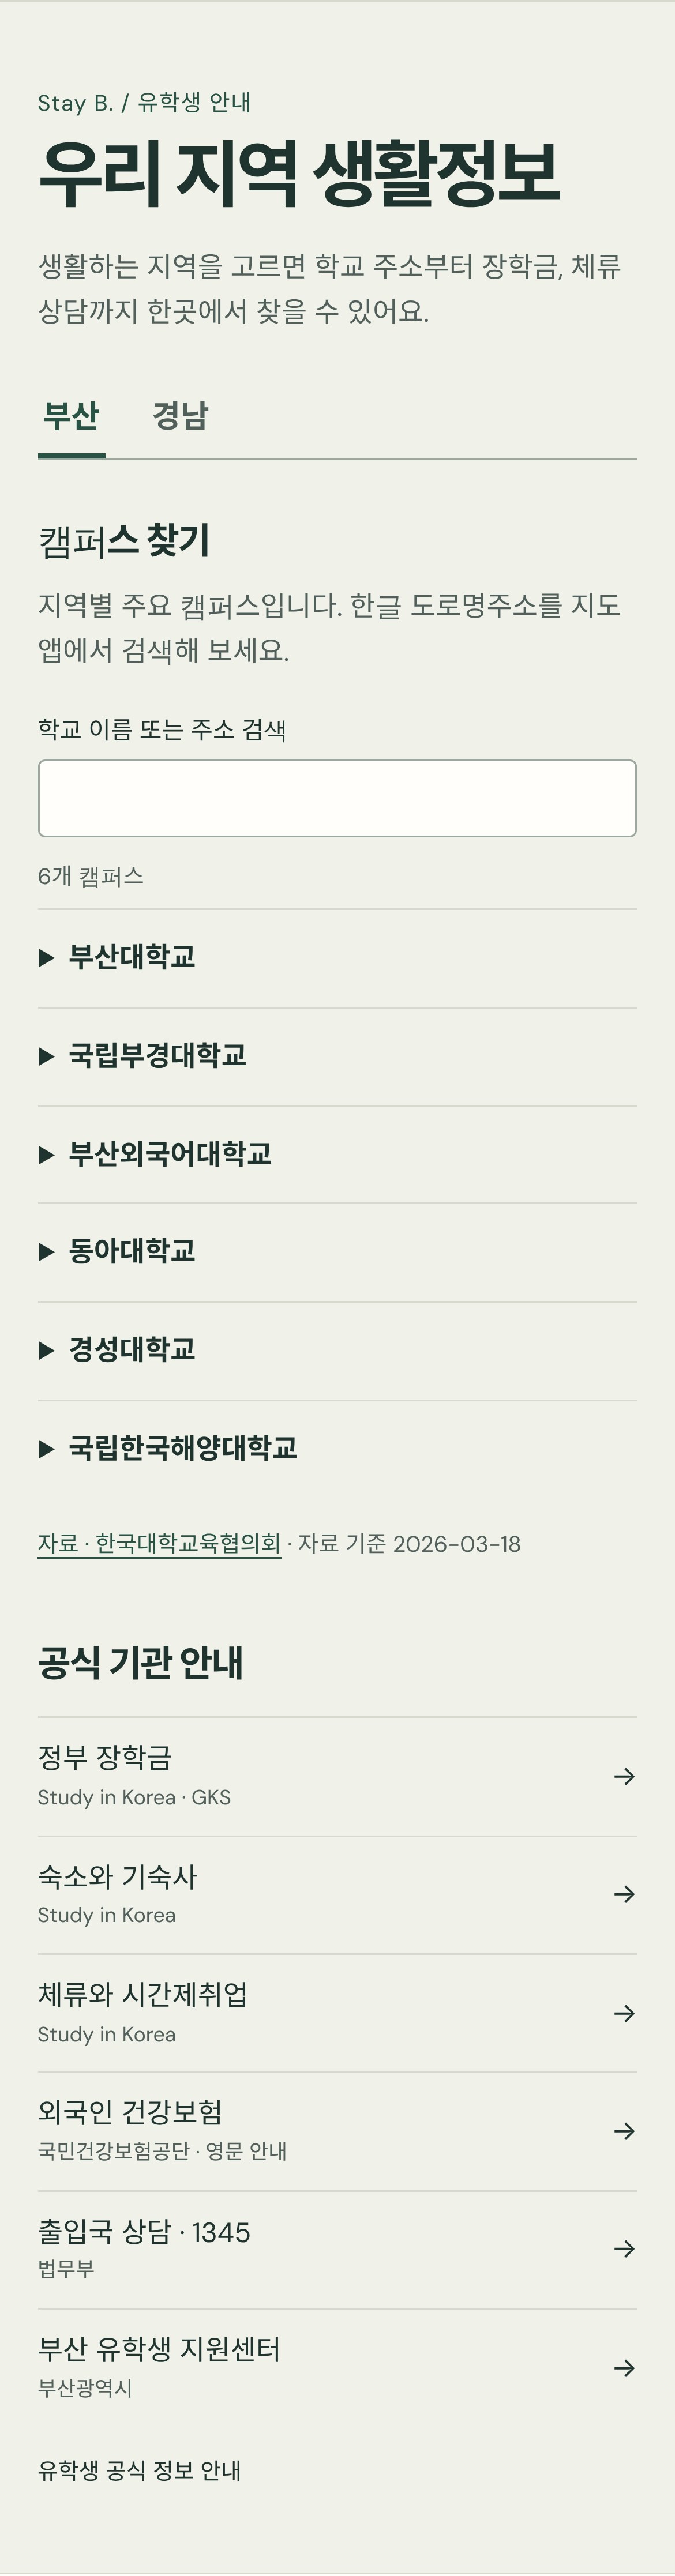 Stay B. / 유학생 안내
우리 지역 생활정보
생활하는 지역을 고르면 학교 주소부터 장학금, 체류
상담까지 한곳에서 찾을 수 있어요.
부산 경남
캠퍼스 찾기
지역별 주요 캠퍼스입니다. 한글 도로명주소를 지도
앱에서 검색해 보세요.
학교 이름 또는 주소 검색
6개 캠퍼스
▶ 부산대학교
▶ 국립부경대학교
▶ 부산외국어대학교
▶ 동아대학교
▶ 경성대학교
▶ 국립한국해양대학교
자료 · 한국대학교육협의회 · 자료 기준 2026-03-18
공식 기관 안내
정부 장학금
Study in Korea · GKS
→
숙소와 기숙사
Study in Korea
→
체류와 시간제취업
Study in Korea
→
외국인 건강보험
국민건강보험공단 · 영문 안내
→
출입국 상담 · 1345
법무부
→
부산 유학생 지원센터
부산광역시
→
유학생 공식 정보 안내